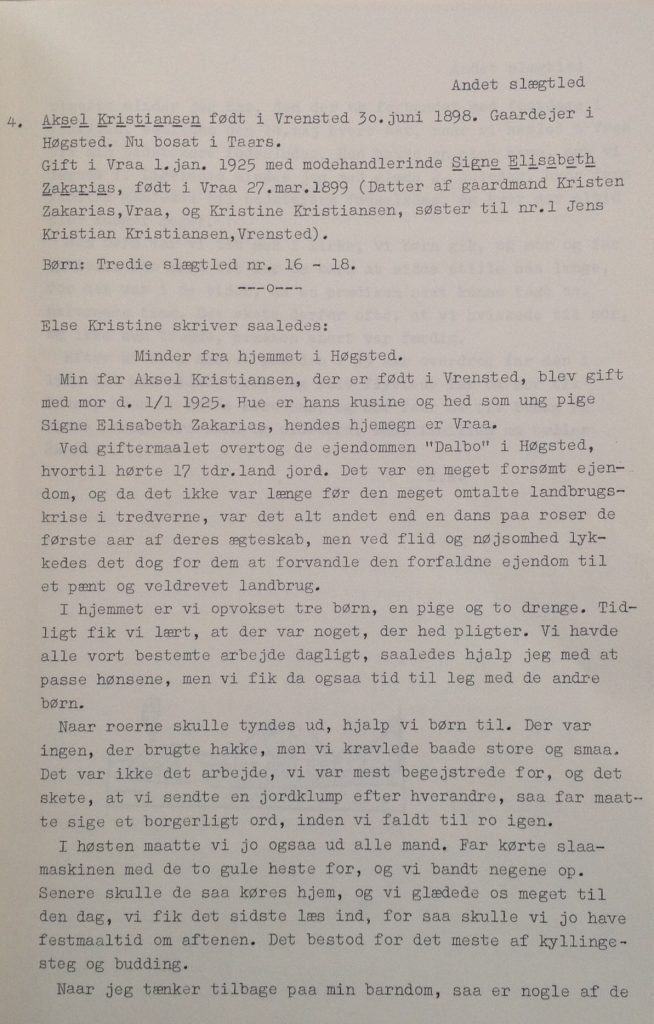 Andet slægtled
4. Aksel Kristiansen født i Vrensted 30.juni 1898. Gaardejer i
Høgsted. Nu bosat i Taars.
Gift i Vraa 1.jan. 1925 med modehandlerinde Signe Elisabeth
Zakarias, født i Vraa 27.mar.1899 (Datter af gaardmand Kristen
Zakarias,Vraa, og Kristine Kristiansen, søster til nr.1 Jens
Kristian Kristiansen,Vrensted).
Børn: Tredie slægtled nr. 16 - 18.
---o---
Else Kristine skriver saaledes:
Minder fra hjemmet i Høgsted.
Min far Aksel Kristiansen, der er født i Vrensted, blev gift
med mor d. 1/1 1925. Hue er hans kusine og hed som ung pige
Signe Elisabeth Zakarias, hendes hjemegn er Vraa.
Ved giftermaalet overtog de ejendommen "Dalbo" i Høgsted,
hvortil hørte 17 tdr.land jord. Det var en meget forsømt ejen-
dom, og da det ikke var længe før den meget omtalte landbrugs-
krise i tredverne, var det alt andet end en dans paa roser de
første aar af deres ægteskab, men ved flid og nøjsomhed lyk-
kedes det dog for dem at forvandle den forfaldne ejendom til
et pænt og veldrevet landbrug.
I hjemmet er vi opvokset tre børn, en pige og to drenge. Tid-
ligt fik vi lært, at der var noget, der hed pligter. Vi havde
alle vort bestemte arbejde dagligt, saaledes hjalp jeg med at
passe hønsene, men vi fik da ogsaa tid til leg med de andre
børn.
Naar roerne skulle tyndes ud, hjalp vi børn til. Der var
ingen, der brugte hakke, men vi kravlede baade store og smaa.
Det var ikke det arbejde, vi var mest begejstrede for, og det
skete, at vi sendte en jordklump efter hverandre, saa far maat-
te sige et borgerligt ord, inden vi faldt til ro igen.
I høsten maatte vi jo ogsaa ud alle mand. Far kørte slaa-
maskinen med de to gule heste for, og vi bandt negene op.
Senere skulle de saa køres hjem, og vi glædede os meget til
den dag, vi fik det sidste læs ind, for saa skulle vi jo have
festmaaltid om aftenen. Det bestod for det meste af kyllinge-
steg og budding.
Naar jeg tænker tilbage paa min barndom, saa er nogle af de